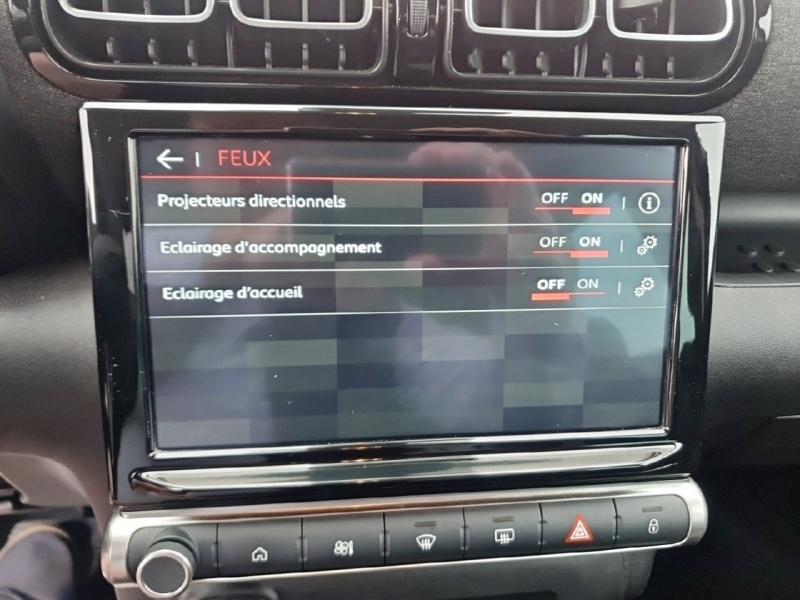 FEUX
Projecteurs directionnels OFF ON
Eclairage d'accompagnement OFF ON
Eclairage d'accueil OFF ON